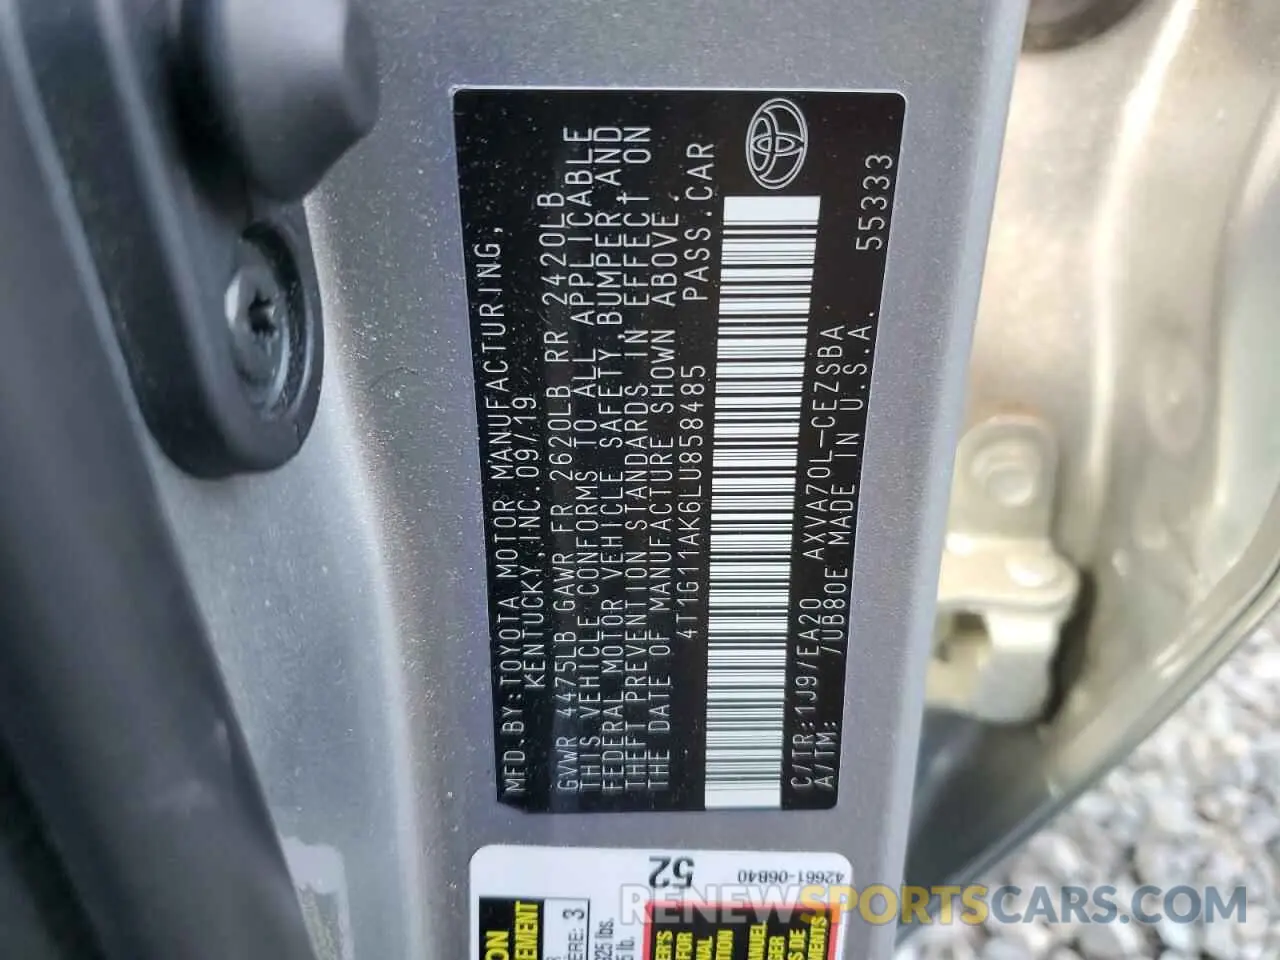 MFD.BY:TOYOTA MOTOR MANUFACTURING,
KENTUCKY,INC. 09/19
GVWR 4475LB GAWR FR 2620LB RR 2420LB
THIS VEHICLE CONFORMS TO ALL APPLICABLE
FEDERAL MOTOR VEHICLE SAFETY,BUMPER,AND
THEFT PREVENTION STANDARDS IN EFFECT ON
THE DATE OF MANUFACTURE SHOWN ABOVE.
4T1G11AK6LU858485 PASS.CAR
C/TR:1J9/EA20 AXVA70L-CEZSBA
A/TM: /UB80E MADE IN U.S.A. 55333
52
42661-06B40
RENEWSPORTSCARS.COM